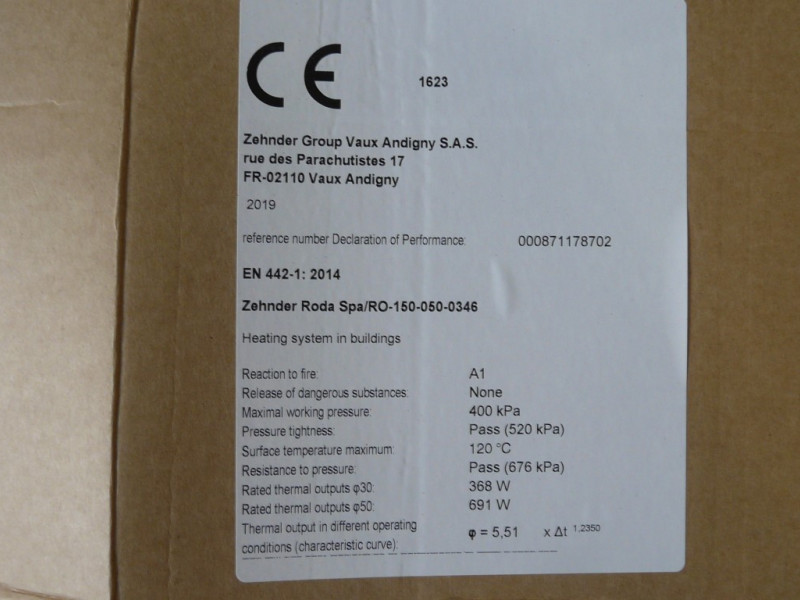 CE 1623
Zehnder Group Vaux Andigny S.A.S.
rue des Parachutistes 17
FR-02110 Vaux Andigny
2019
reference number Declaration of Performance: 000871178702
EN 442-1: 2014
Zehnder Roda Spa/RO-150-050-0346
Heating system in buildings
Reaction to fire: A1
Release of dangerous substances: None
Maximal working pressure: 400 kPa
Pressure tightness: Pass (520 kPa)
Surface temperature maximum: 120 °C
Resistance to pressure: Pass (676 kPa)
Rated thermal outputs φ30: 368 W
Rated thermal outputs φ50: 691 W
Thermal output in different operating
conditions (characteristic curve): φ = 5,51 x Δt 1,2350